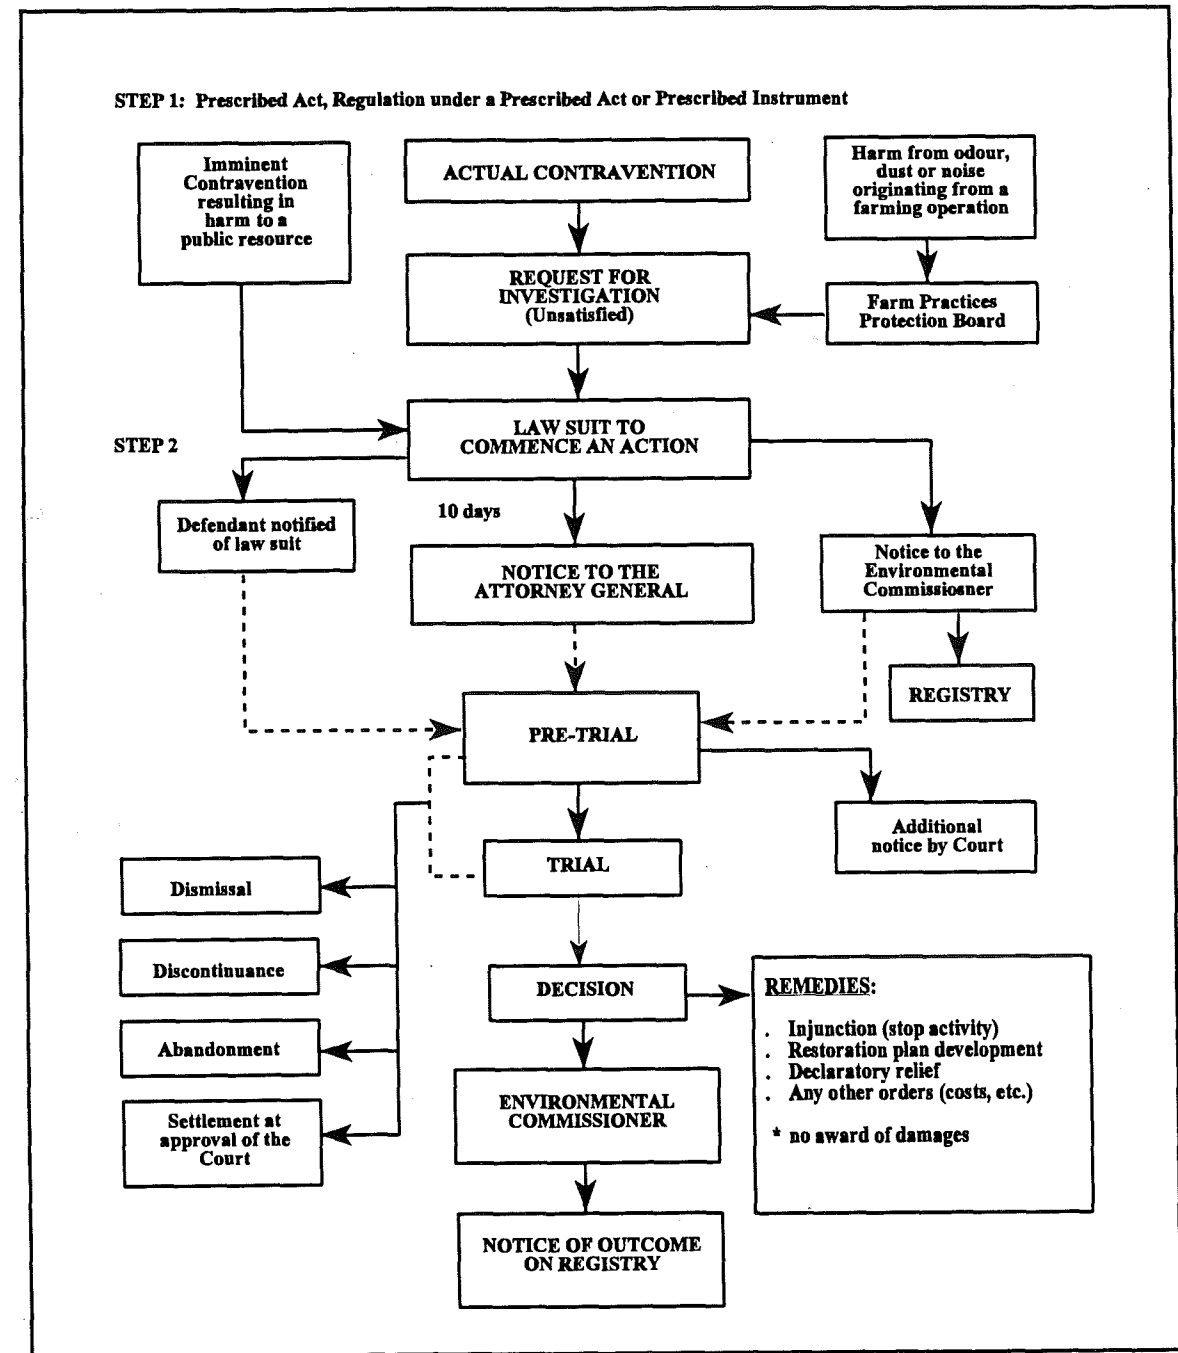 STEP 1: Prescribed Act, Regulation under a Prescribed Act or Prescribed Instrument
Imminent
Contravention
resulting in
harm to a
public resource
ACTUAL CONTRAVENTION
Harm from odour,
dust or noise
originating from a
farming operation
REQUEST FOR
INVESTIGATION
(Unsatisfied)
Farm Practices
Protection Board
LAW SUIT TO
COMMENCE AN ACTION
STEP 2
Defendant notified
of law suit
10 days
NOTICE TO THE
ATTORNEY GENERAL
Notice to the
Environmental
Commissiosner
REGISTRY
PRE-TRIAL
Additional
notice by Court
TRIAL
Dismissal
Discontinuance
Abandonment
Settlement at
approval of the
Court
DECISION
REMEDIES:
. Injunction (stop activity)
. Restoration plan development
. Declaratory relief
. Any other orders (costs, etc.)
* no award of damages
ENVIRONMENTAL
COMMISSIONER
NOTICE OF OUTCOME
ON REGISTRY